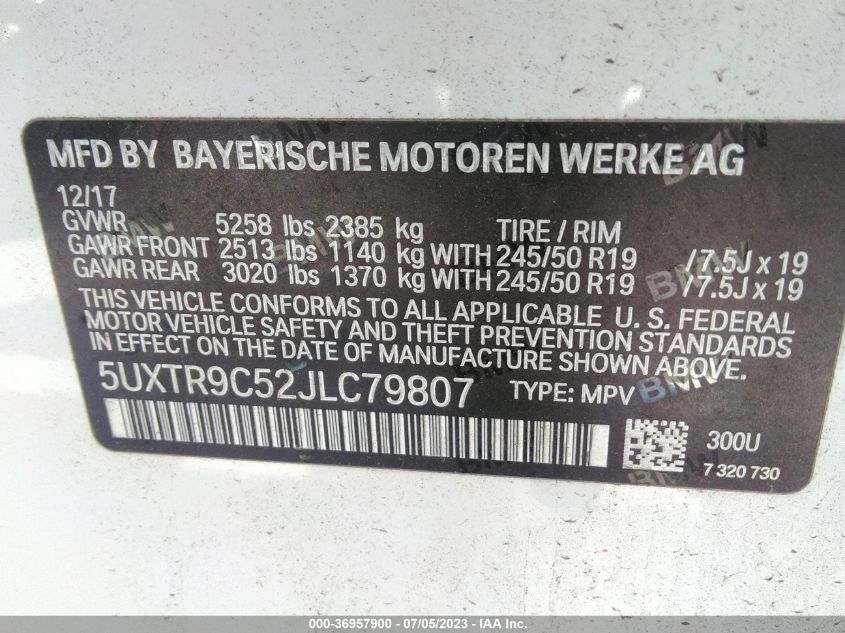 MFD BY BAYERISCHE MOTOREN WERKE AG
12/17
GVWR 5258 lbs 2385 kg TIRE / RIM
GAWR FRONT 2513 lbs 1140 kg WITH 245/50 R19 / 7.5J x 19
GAWR REAR 3020 lbs 1370 kg WITH 245/50 R19 / 7.5J x 19
THIS VEHICLE CONFORMS TO ALL APPLICABLE U. S. FEDERAL
MOTOR VEHICLE SAFETY AND THEFT PREVENTION STANDARDS
IN EFFECT ON THE DATE OF MANUFACTURE SHOWN ABOVE.
5UXTR9C52JLC79807 TYPE: MPV
300U
7 320 730
000-36957900 - 07/05/2023 - IAA Inc.